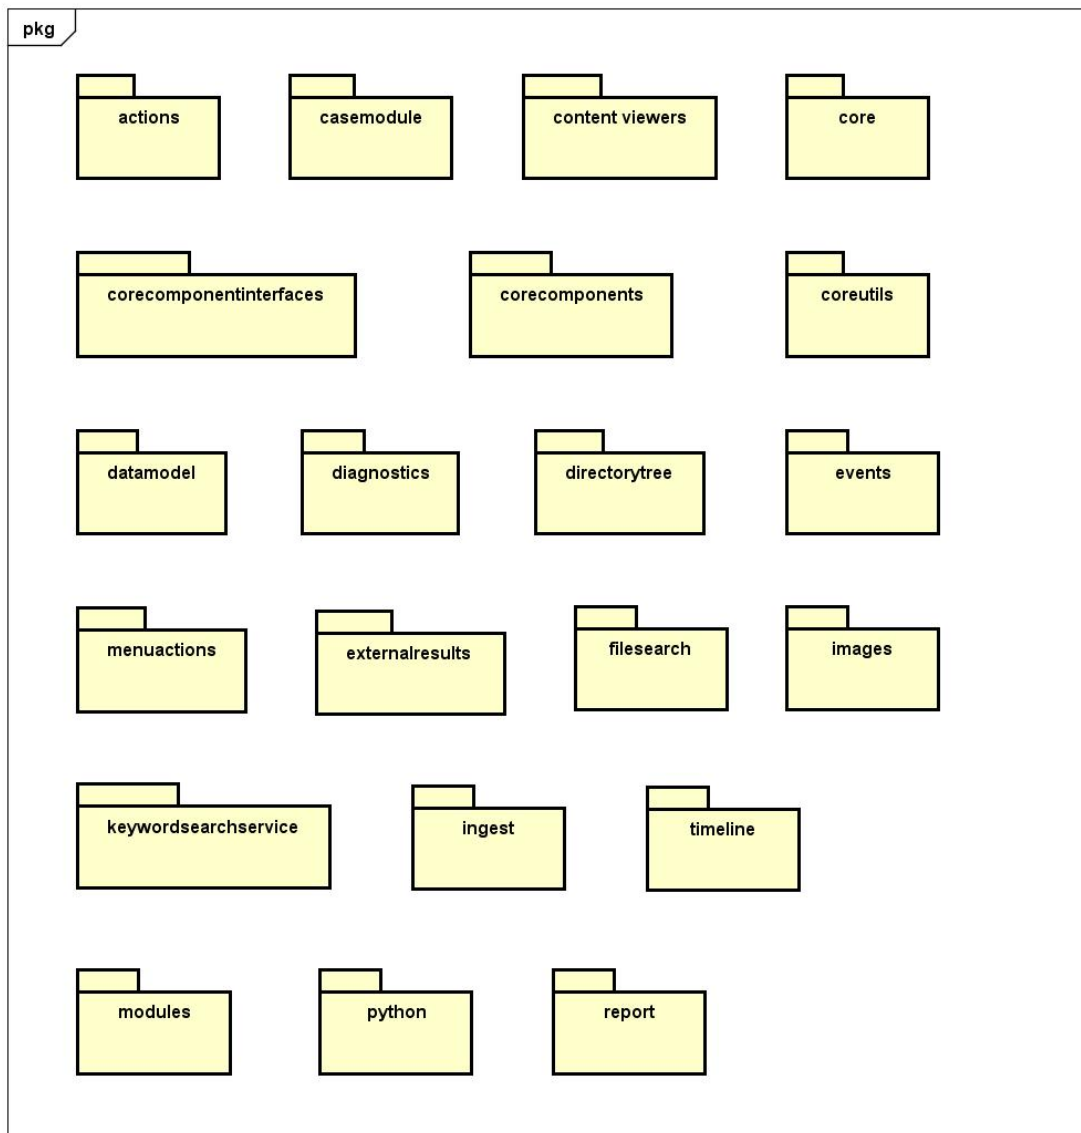 pkg
actions
casemodule
content viewers
core
corecomponentinterfaces
corecomponents
coreutils
datamodel
diagnostics
directorytree
events
menuactions
externalresults
filesearch
images
keywordsearchservice
ingest
timeline
modules
python
report